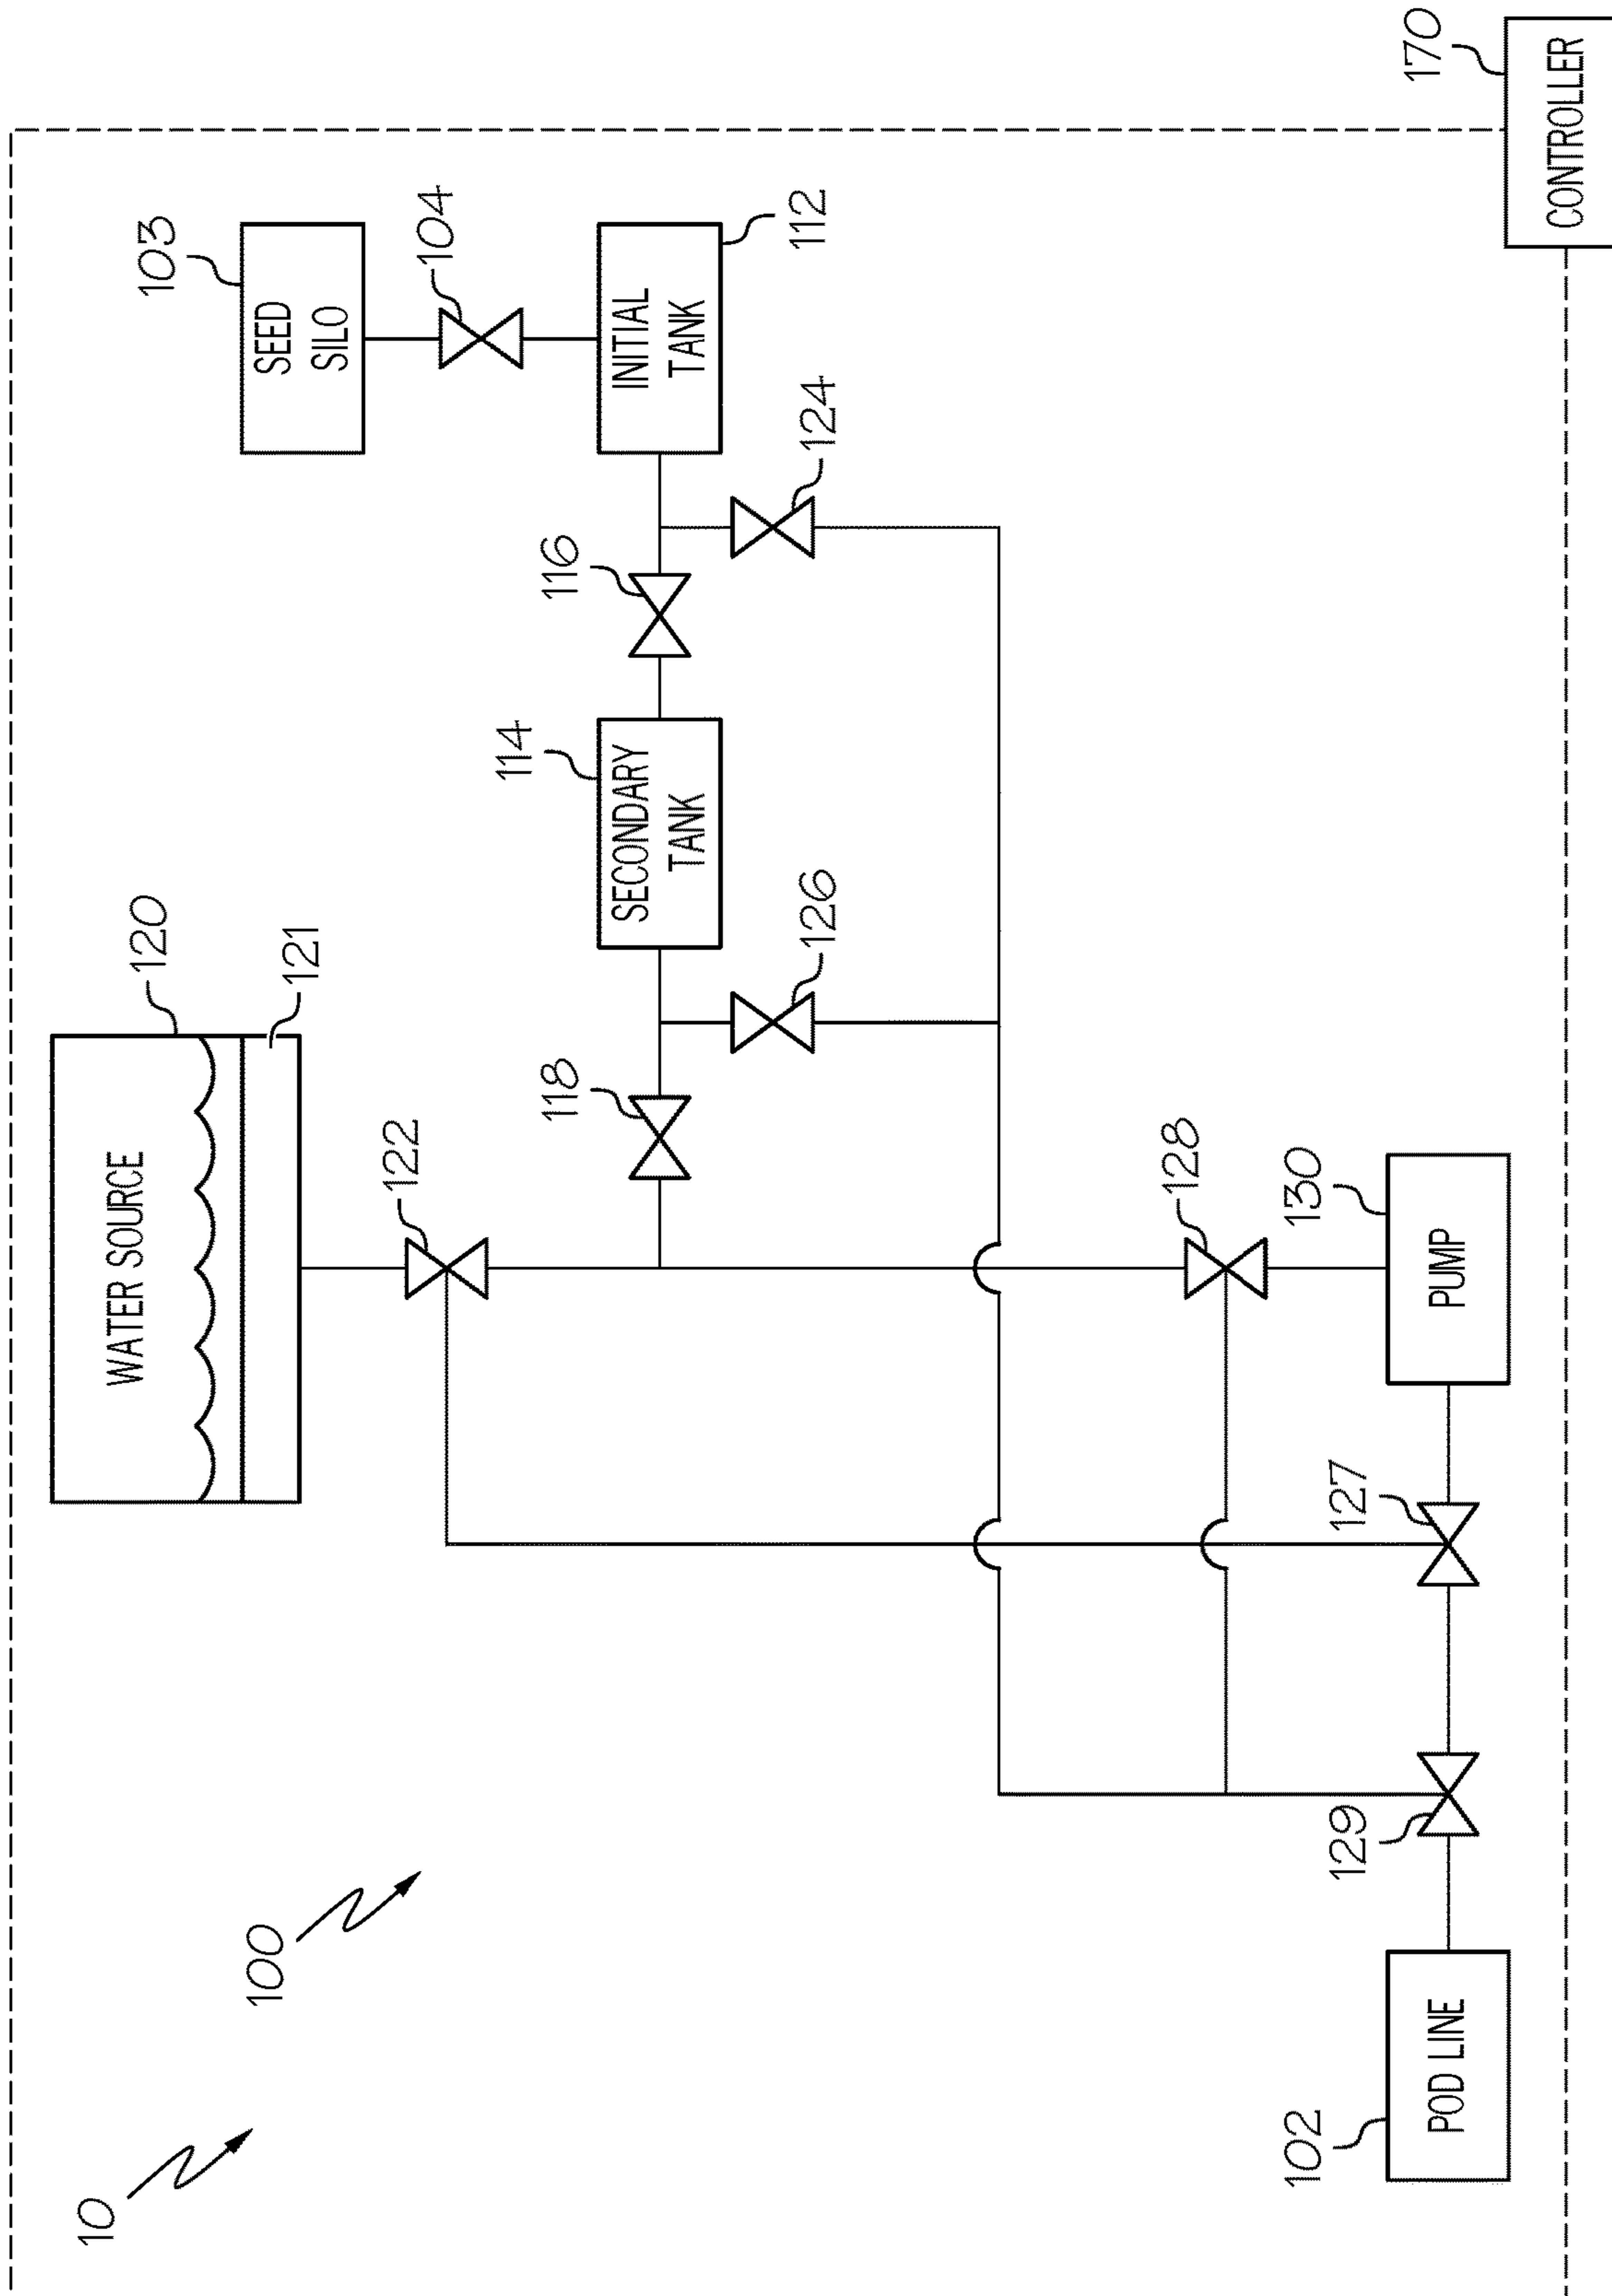 10
100
WATER SOURCE
120
121
122
SEED
SILO
103
104
INITIAL
TANK
112
116
124
SECONDARY
TANK
114
118
126
128
PUMP
130
127
129
POD LINE
102
CONTROLLER
170